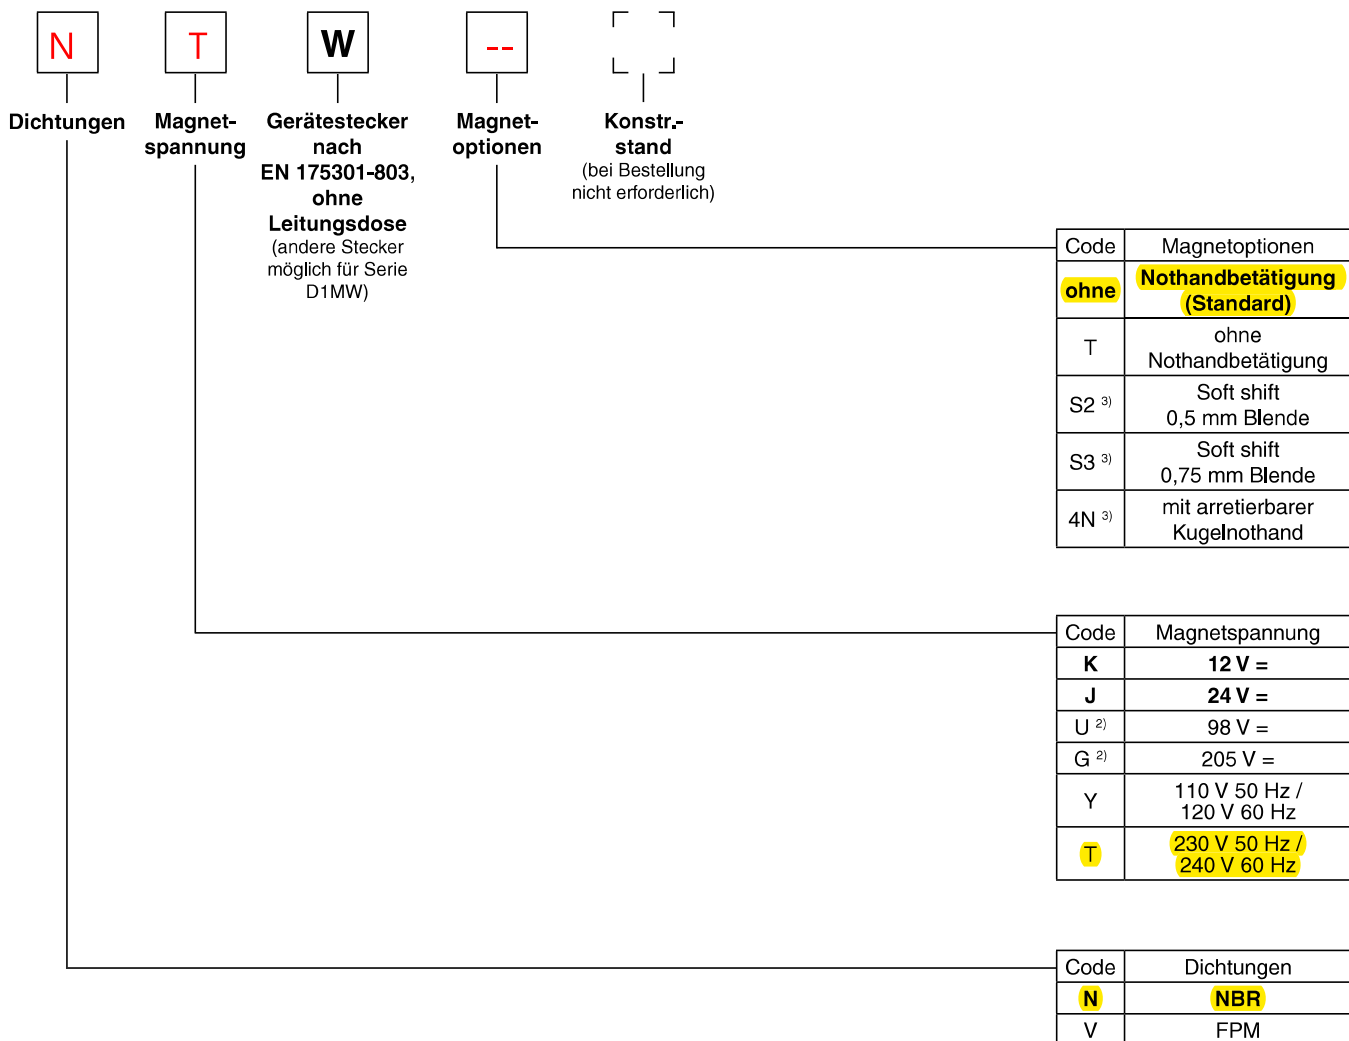 N T W --
Dichtungen
Magnet-
spannung
Gerätestecker
nach
EN 175301-803,
ohne
Leitungsdose
(andere Stecker
möglich für Serie
D1MW)
Magnet-
optionen
Konstr.-
stand
(bei Bestellung
nicht erforderlich)
Code Magnetoptionen
ohne Nothandbetätigung
(Standard)
T ohne
Nothandbetätigung
S2 3) Soft shift
0,5 mm Blende
S3 3) Soft shift
0,75 mm Blende
4N 3) mit arretierbarer
Kugelnothand
Code Magnetspannung
K 12 V =
J 24 V =
U 2) 98 V =
G 2) 205 V =
Y 110 V 50 Hz /
120 V 60 Hz
T 230 V 50 Hz /
240 V 60 Hz
Code Dichtungen
N NBR
V FPM